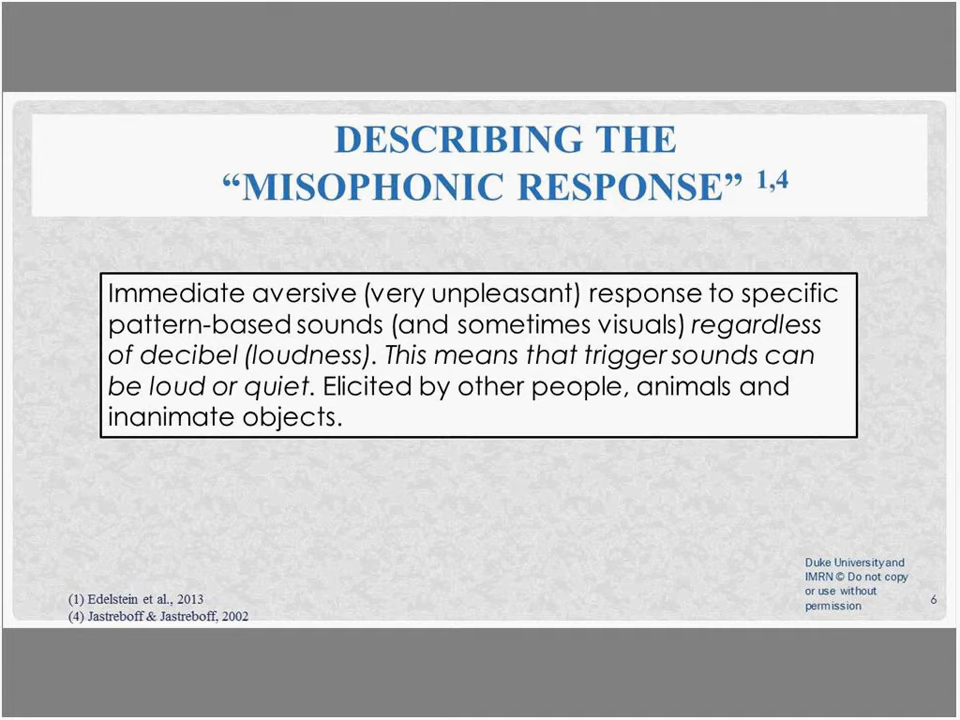 DESCRIBING THE
“MISOPHONIC RESPONSE” 1,4
Immediate aversive (very unpleasant) response to specific
pattern-based sounds (and sometimes visuals) regardless
of decibel (loudness). This means that trigger sounds can
be loud or quiet. Elicited by other people, animals and
inanimate objects.
(1) Edelstein et al., 2013
(4) Jastreboff & Jastreboff, 2002
Duke University and
IMRN © Do not copy
or use without
permission
6